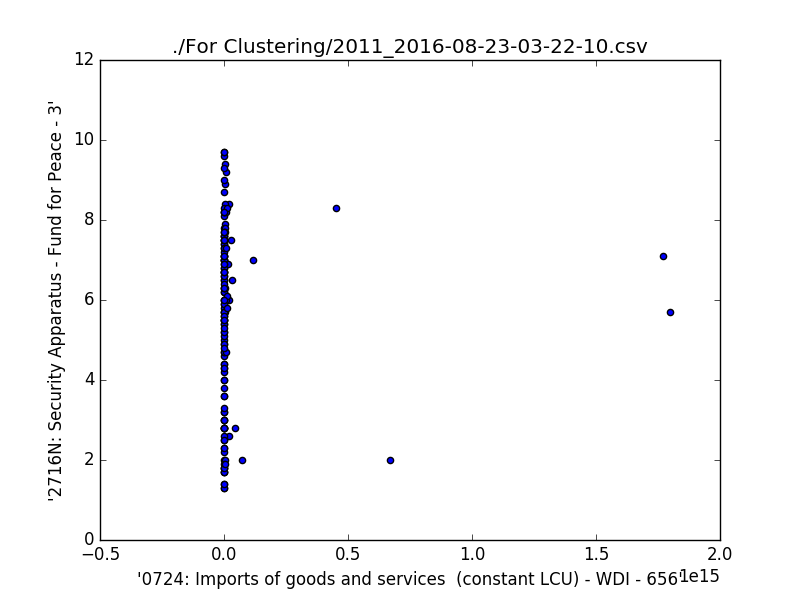 ./For Clustering/2011_2016-08-23-03-22-10.csv
'2716N: Security Apparatus - Fund for Peace - 3'
12
10
8
6
4
2
0
−0.5 0.0 0.5 1.0 1.5 2.0
1e15
'0724: Imports of goods and services  (constant LCU) - WDI - 656'